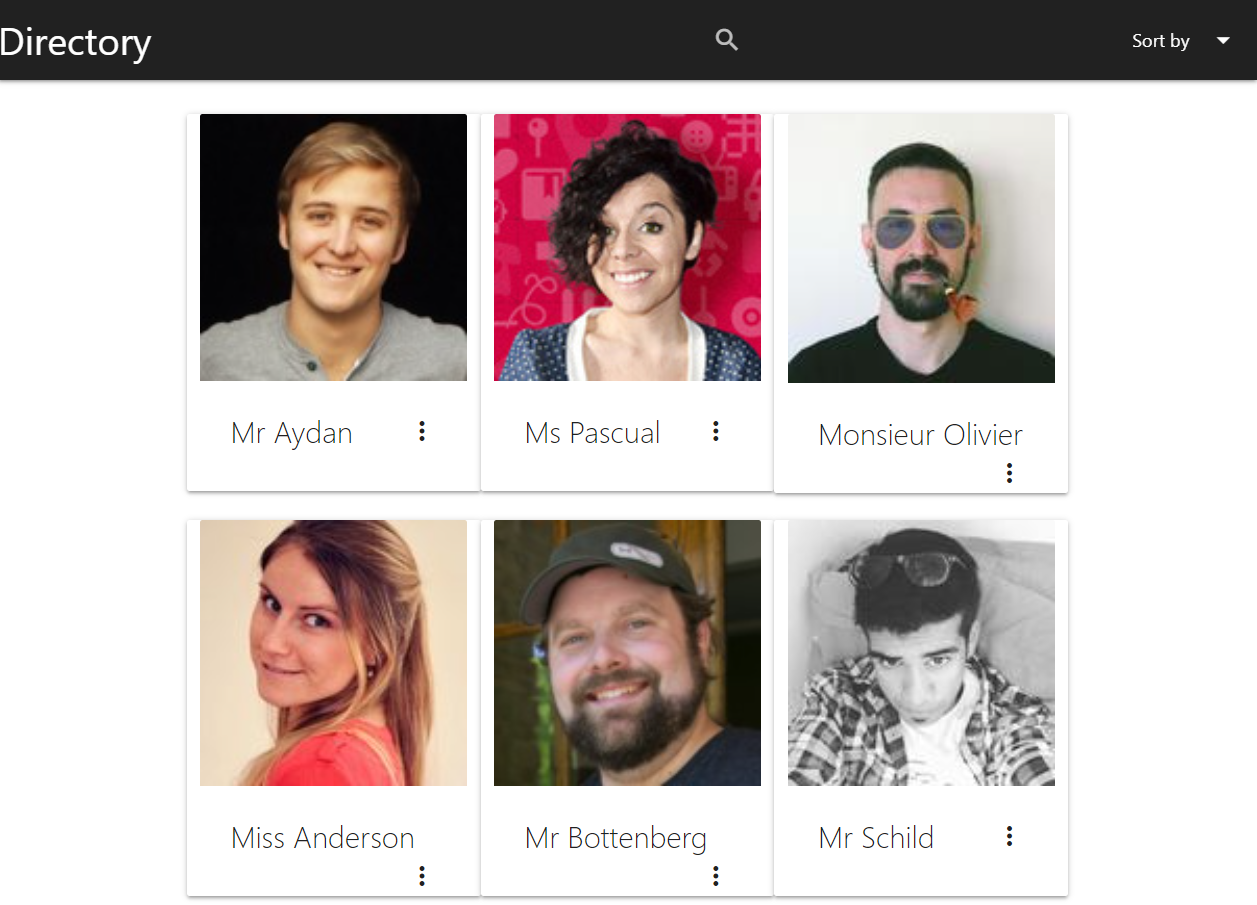 Directory
Sort by
Mr Aydan
Ms Pascual
Monsieur Olivier
Miss Anderson
Mr Bottenberg
Mr Schild